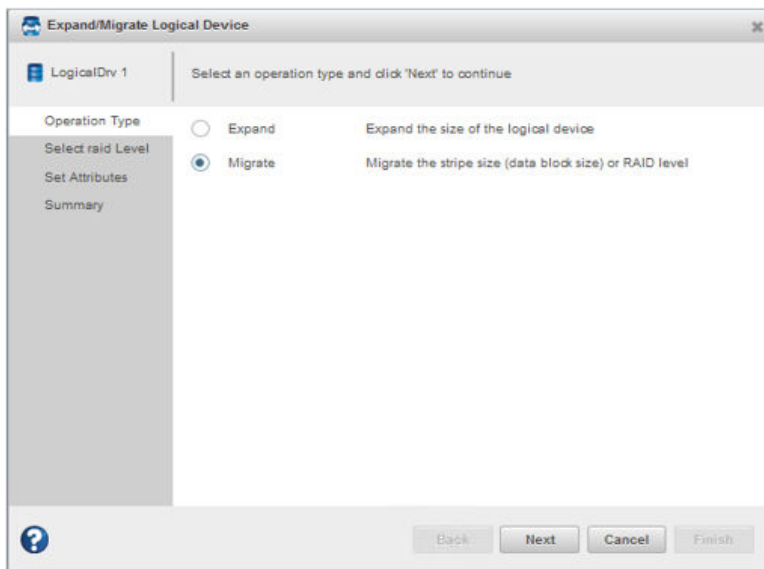 Expand/Migrate Logical Device
LogicalDrv 1
Select an operation type and click 'Next' to continue
Operation Type
Select raid Level
Set Attributes
Summary
Expand Expand the size of the logical device
Migrate Migrate the stripe size (data block size) or RAID level
? Back Next Cancel Finish